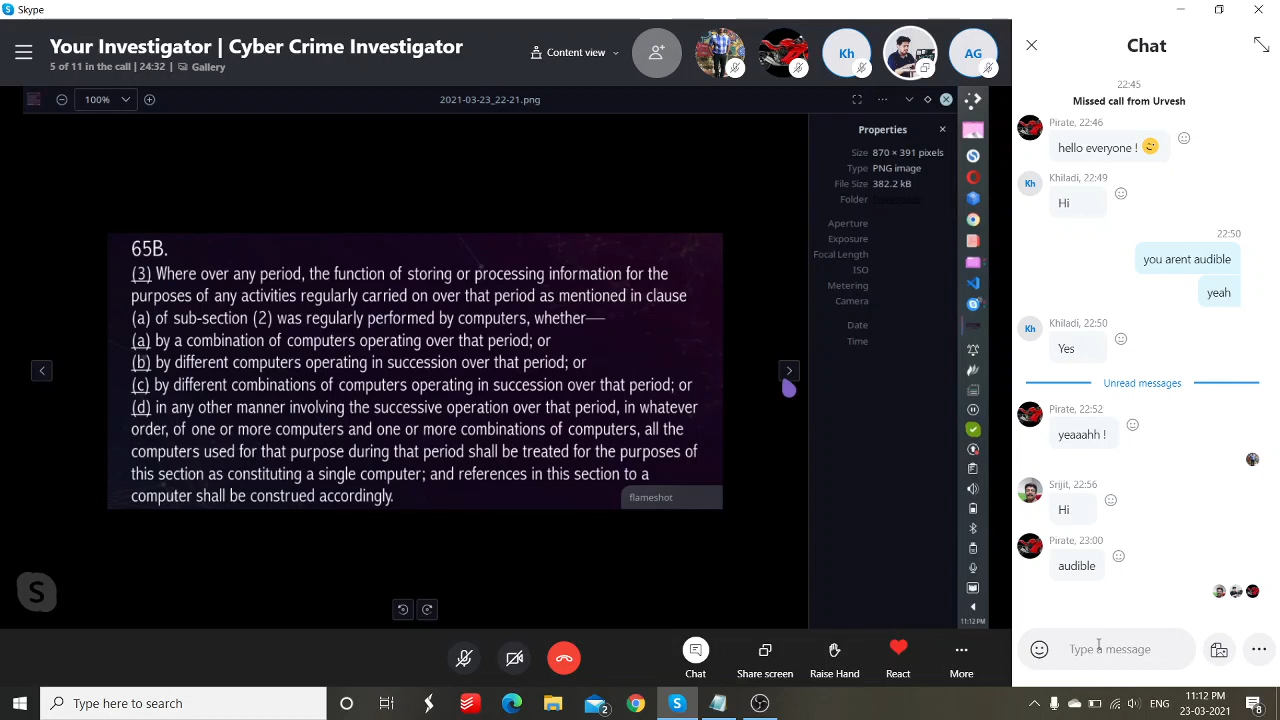 Skype
Your Investigator | Cyber Crime Investigator
5 of 11 in the call | 24:32 | Gallery
Content view
Kh
AG
100%
2021-03-23_22-21.png
Properties
Size 870 × 391 pixels
Type PNG image
File Size 382.2 kB
Folder
Aperture
Exposure
Focal Length
ISO
Metering
Camera
Date
Time
65B.
(3) Where over any period, the function of storing or processing information for the
purposes of any activities regularly carried on over that period as mentioned in clause
(a) of sub-section (2) was regularly performed by computers, whether—
(a) by a combination of computers operating over that period; or
(b) by different computers operating in succession over that period; or
(c) by different combinations of computers operating in succession over that period; or
(d) in any other manner involving the successive operation over that period, in whatever
order, of one or more computers and one or more combinations of computers, all the
computers used for that purpose during that period shall be treated for the purposes of
this section as constituting a single computer; and references in this section to a
computer shall be construed accordingly.
flameshot
11:12 PM
Chat
Share screen
Raise Hand
React
More
Chat
22:45
Missed call from Urvesh
Pirate, 22:46
hello everyone !
Khiladi, 22:49
Kh
Hi
22:50
you arent audible
yeah
Khiladi, 22:50
Kh
Yes
Unread messages
Pirate, 22:52
yeaaahh !
Srijit, 22:56
Hi
Pirate, 23:00
audible
Type a message
Type here to search
2
11:12 PM
23-03-2021
8